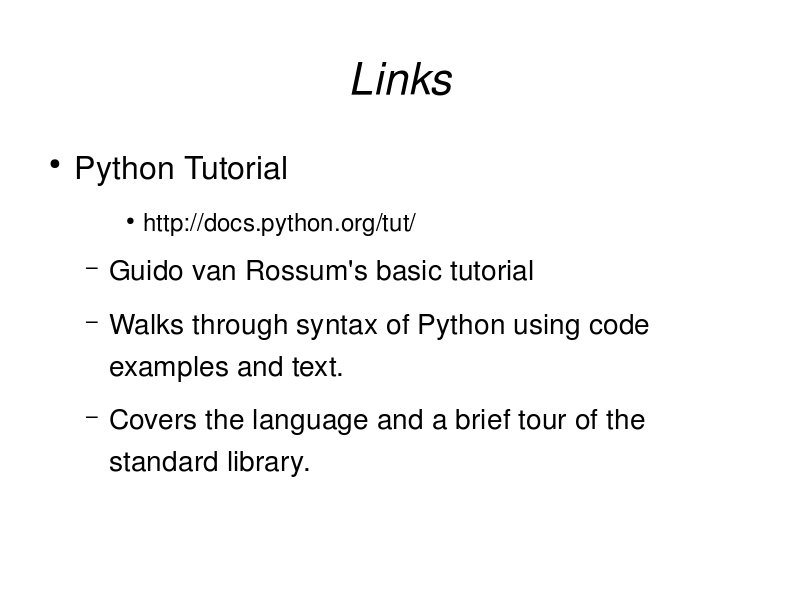 Links
• Python Tutorial
• http://docs.python.org/tut/
– Guido van Rossum's basic tutorial
– Walks through syntax of Python using code
examples and text.
– Covers the language and a brief tour of the
standard library.